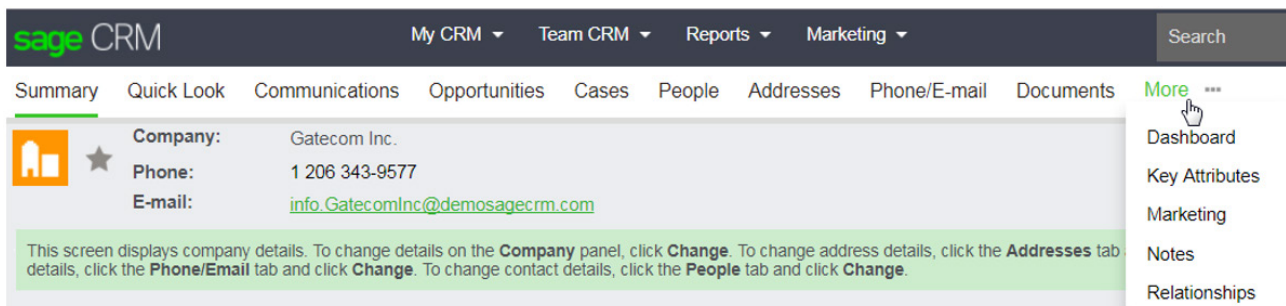 sage CRM My CRM Team CRM Reports Marketing Search
Summary Quick Look Communications Opportunities Cases People Addresses Phone/E-mail Documents More ...
Company: Gatecom Inc.
Phone: 1 206 343-9577
E-mail: info.GatecomInc@demosagecrm.com
This screen displays company details. To change details on the Company panel, click Change. To change address details, click the Addresses tab
details, click the Phone/Email tab and click Change. To change contact details, click the People tab and click Change.
Dashboard
Key Attributes
Marketing
Notes
Relationships